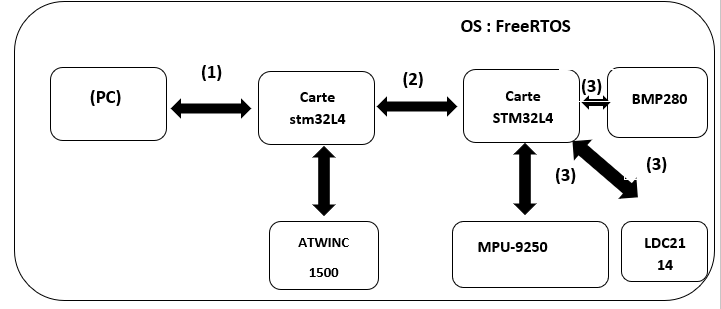 OS : FreeRTOS
(1)
(2)
(3)
(PC)
Carte
stm32L4
Carte
STM32L4
BMP280
(3)
(3)
ATWINC
1500
MPU-9250
LDC21
14